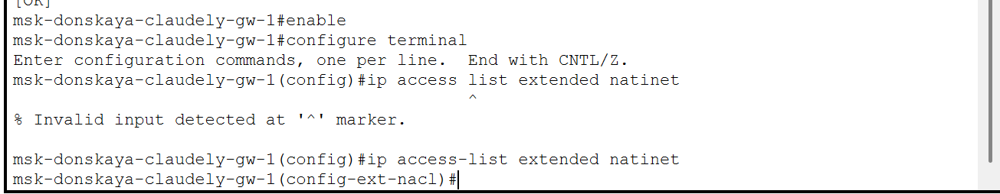 [OK]
msk-donskaya-claudely-gw-1#enable
msk-donskaya-claudely-gw-1#configure terminal
Enter configuration commands, one per line.  End with CNTL/Z.
msk-donskaya-claudely-gw-1(config)#ip access list extended natinet
^
% Invalid input detected at '^' marker.
msk-donskaya-claudely-gw-1(config)#ip access-list extended natinet
msk-donskaya-claudely-gw-1(config-ext-nacl)#